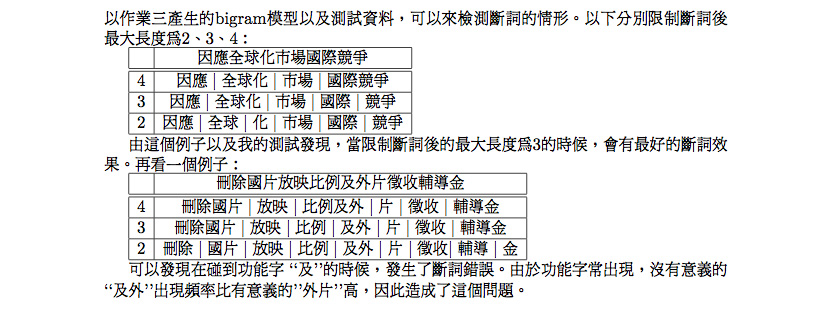 以作業三產生的bigram模型以及測試資料，可以來檢測斷詞的情形。以下分別限制斷詞後
最大長度爲2、3、4：
因應全球化市場國際競爭
4 因應 | 全球化 | 市場 | 國際競爭
3 因應 | 全球化 | 市場 | 國際 | 競爭
2 因應 | 全球 | 化 | 市場 | 國際 | 競爭
由這個例子以及我的測試發現，當限制斷詞後的最大長度爲3的時候，會有最好的斷詞效
果。再看一個例子：
刪除國片放映比例及外片徵收輔導金
4 刪除國片 | 放映 | 比例及外 | 片 | 徵收 | 輔導金
3 刪除國片 | 放映 | 比例 | 及外 | 片 | 徵收 | 輔導金
2 刪除 | 國片 | 放映 | 比例 | 及外 | 片 | 徵收| 輔導 | 金
可以發現在碰到功能字 “及”的時候，發生了斷詞錯誤。由於功能字常出現，沒有意義的
“及外”出現頻率比有意義的”外片”高，因此造成了這個問題。